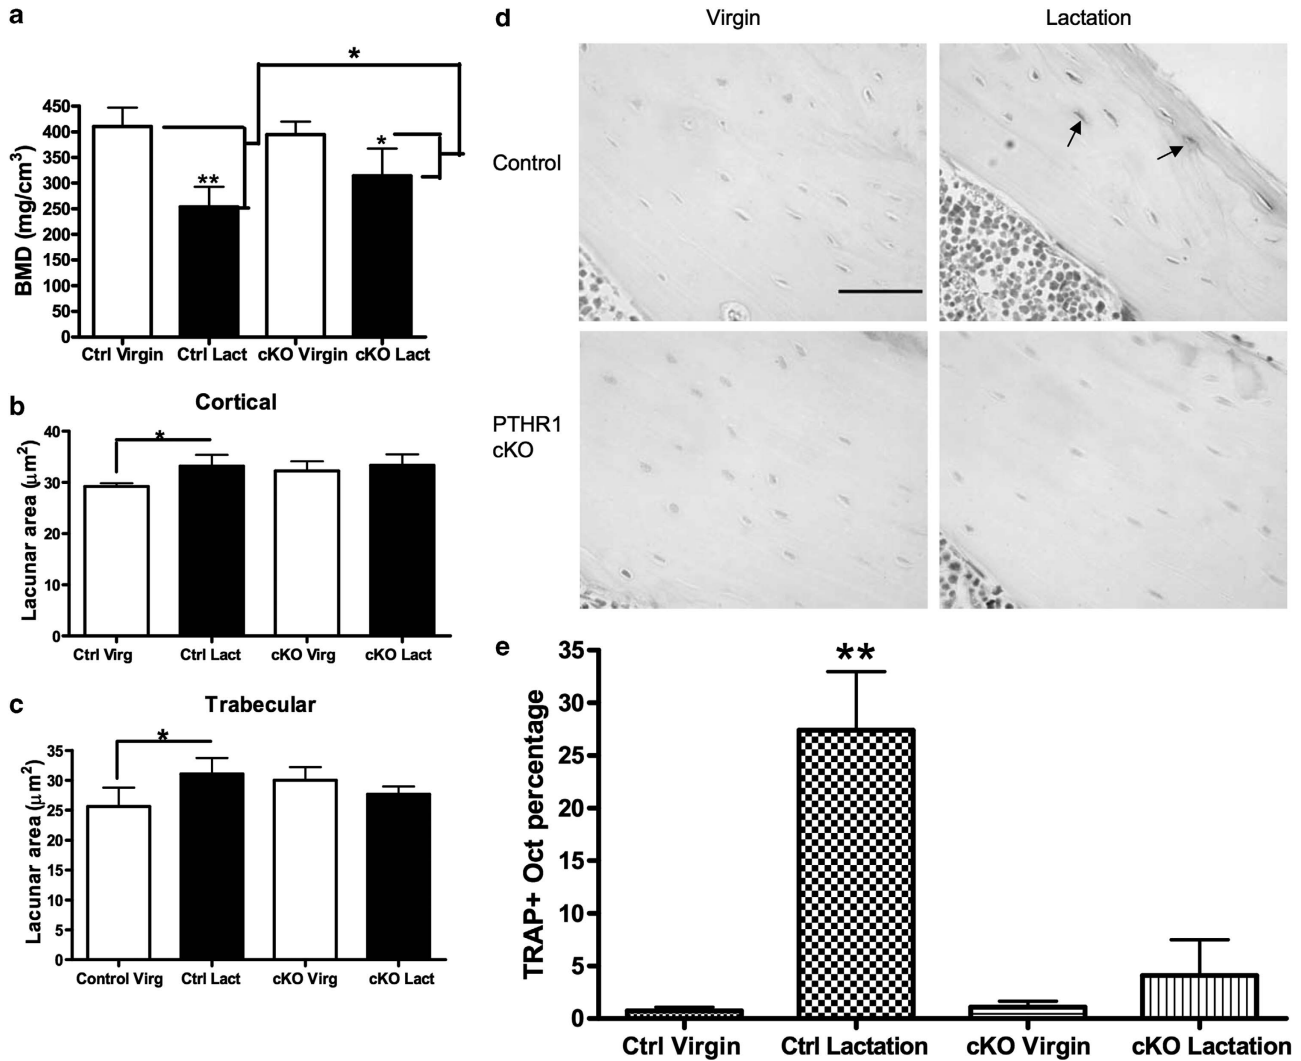 a
*
BMD (mg/cm3)
450
400
350
300
250
200
150
100
50
0
**
*
Ctrl Virgin Ctrl Lact cKO Virgin cKO Lact
b
Cortical
Lacunar area (μm2)
40
30
20
10
0
*
Ctrl Virg Ctrl Lact cKO Virg cKO Lact
c
Trabecular
Lacunar area (μm2)
35
30
25
20
15
10
5
0
*
Control Virg Ctrl Lact cKO Virg cKO Lact
d
Virgin Lactation
Control
PTHR1
cKO
e
TRAP+ Oct percentage
35
30
25
20
15
10
5
0
**
Ctrl Virgin Ctrl Lactation cKO Virgin cKO Lactation